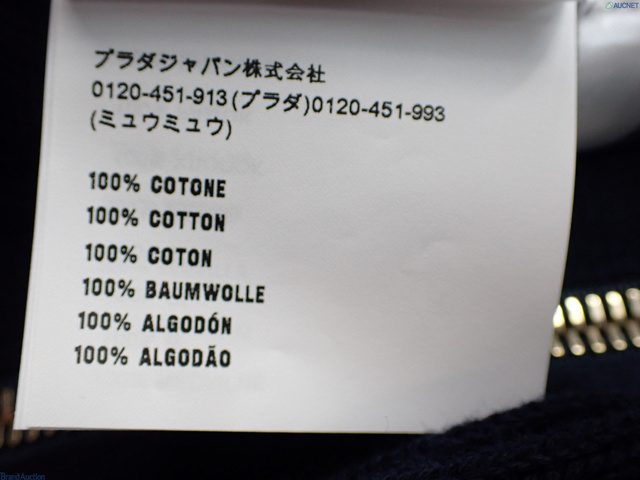 AUCNET
プラダジャパン株式会社
0120-451-913(プラダ)0120-451-993
(ミュウミュウ)
100% COTONE
100% COTTON
100% COTON
100% BAUMWOLLE
100% ALGODÓN
100% ALGODÃO
BrandAuction